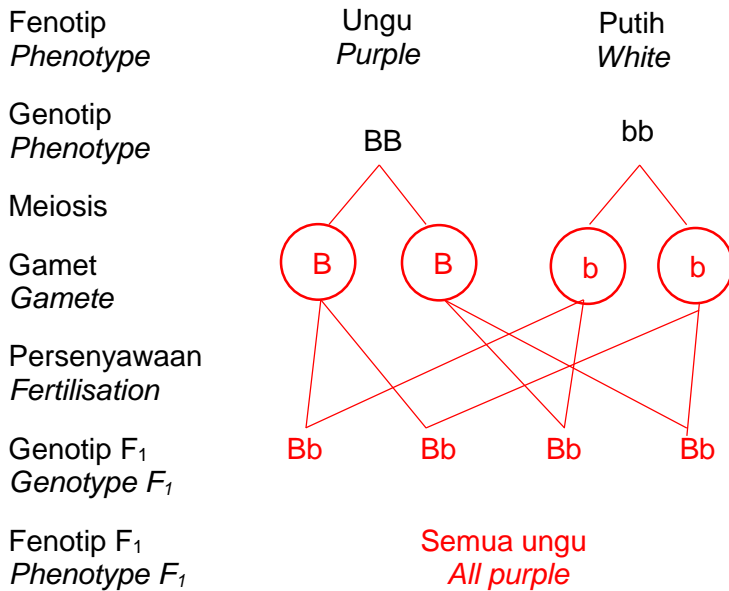 Fenotip Ungu Putih
Phenotype Purple White
Genotip
Phenotype BB bb
Meiosis
B B b b
Gamet
Gamete
Persenyawaan
Fertilisation
Genotip F₁ Bb Bb Bb Bb
Genotype F₁
Fenotip F₁ Semua ungu
Phenotype F₁ All purple